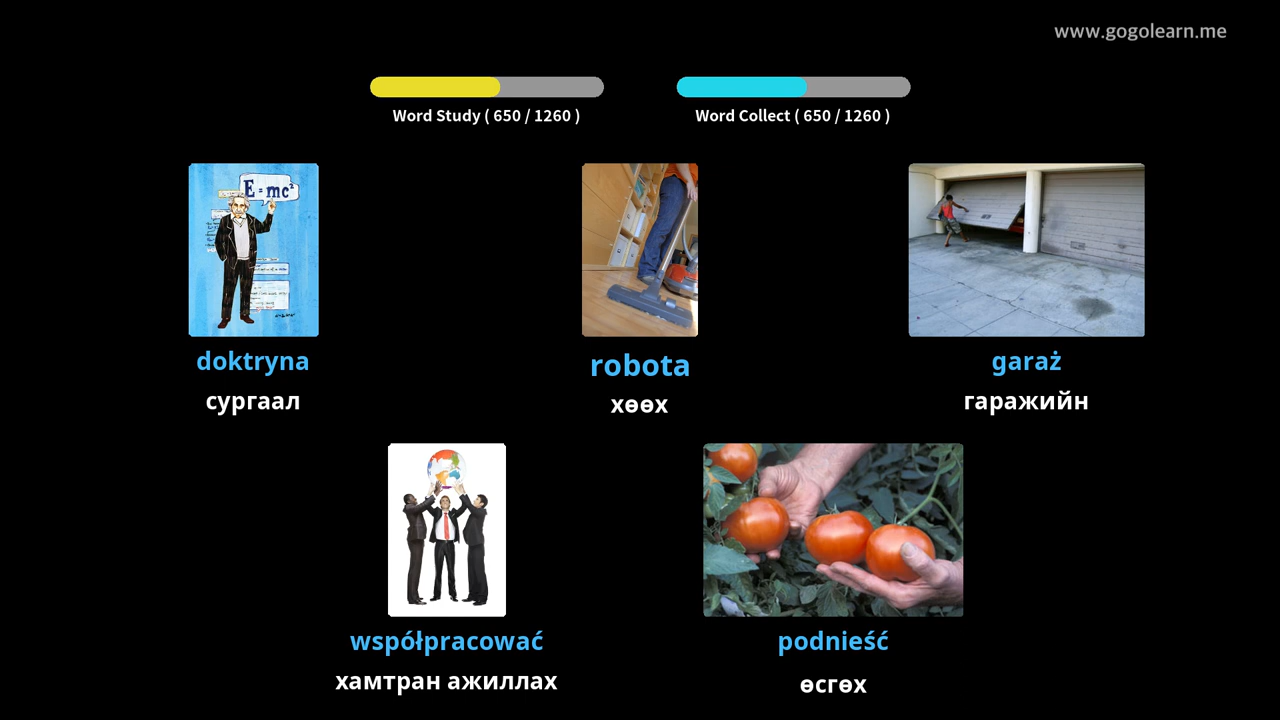 www.gogolearn.me
Word Study ( 650 / 1260 )
Word Collect ( 650 / 1260 )
E = mc²
doktryna
robota
garaż
сургаал
хөөх
гаражийн
współpracować
podnieść
хамтран ажиллах
өсгөх